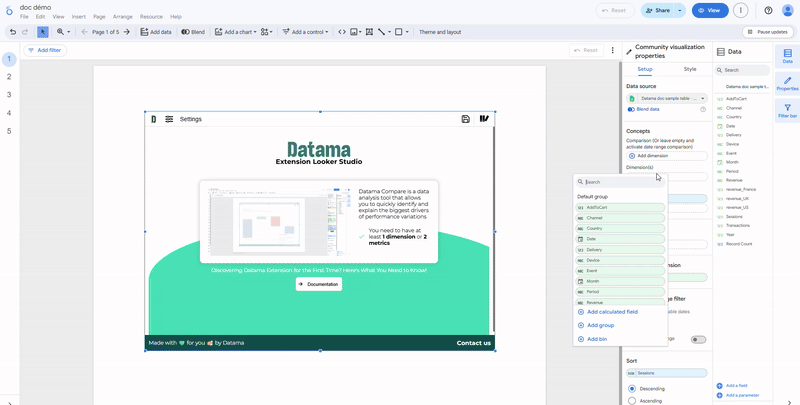 doc démo
File
Edit
View
Insert
Page
Arrange
Resource
Help
Reset
Share
View
Page 1 of 5
Add data
Blend
Add a chart
Add a control
Theme and layout
Pause updates
Add filter
Reset
1
2
3
4
5
D
Settings
Datama
Extension Looker Studio
Datama Compare is a data
analysis tool that allows
you to quickly identify and
explain the biggest drivers
of performance variations
You need to have at
least 1 dimension or 2
metrics
Discovering Datama Extension for the First Time? Here's What You Need to Know!
Documentation
Made with
for you
by Datama
Contact us
Community visualization
properties
Setup
Style
Data source
Datama doc sample table - ...
Blend data
Concepts
Comparison (Or leave empty and
activate date range comparison)
Add dimension
Dimension(s)
Search
Default group
AddToCart
Channel
Country
Date
Delivery
Device
Event
Month
Period
Revenue
Add calculated field
Add group
Add bin
Sort
Sessions
Descending
Ascending
Data
Search
Datama doc sample t...
AddToCart
Channel
Country
Date
Delivery
Device
Event
Month
Period
Revenue
revenue_France
revenue_UK
revenue_US
Sessions
Transactions
Year
Record Count
Add a field
Add a parameter
Data
Properties
Filter bar